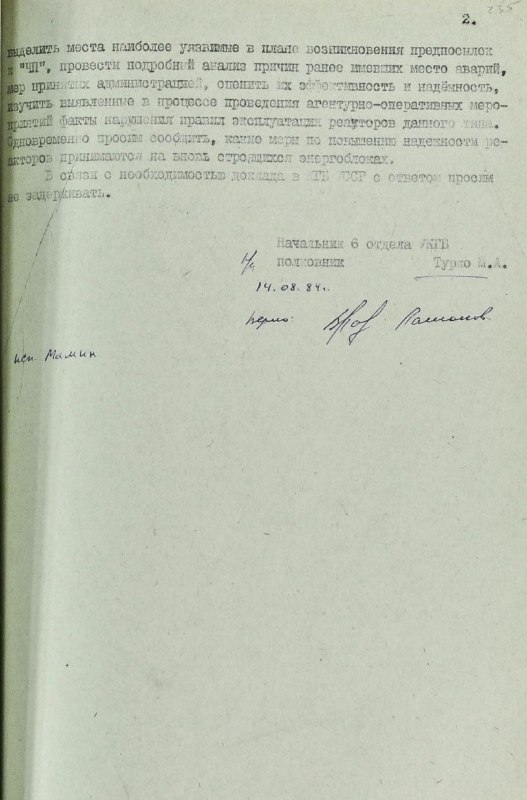 235
2.
выделить места наиболее уязвимые в плане возникновения предпосылок
к "ЧП", провести подробный анализ причин ранее имевших место аварий,
мер принятых администрацией, оценить их эффективность и надёжность,
изучить выявленные в процессе проведения агентурно-оперативных меро-
приятий факты нарушения правил эксплуатации реакторов данного типа.
Одновременно просим сообщить, какие меры по повышению надежности ре-
акторов принимаются на вновь строящихся энергоблоках.
В связи с необходимостью доклада в КГБ УССР с ответом просим
не задерживать.
Начальник 6 отдела УКГБ
полковник Турко М.А.
14.08.84г.
верно:
исп. Мамин